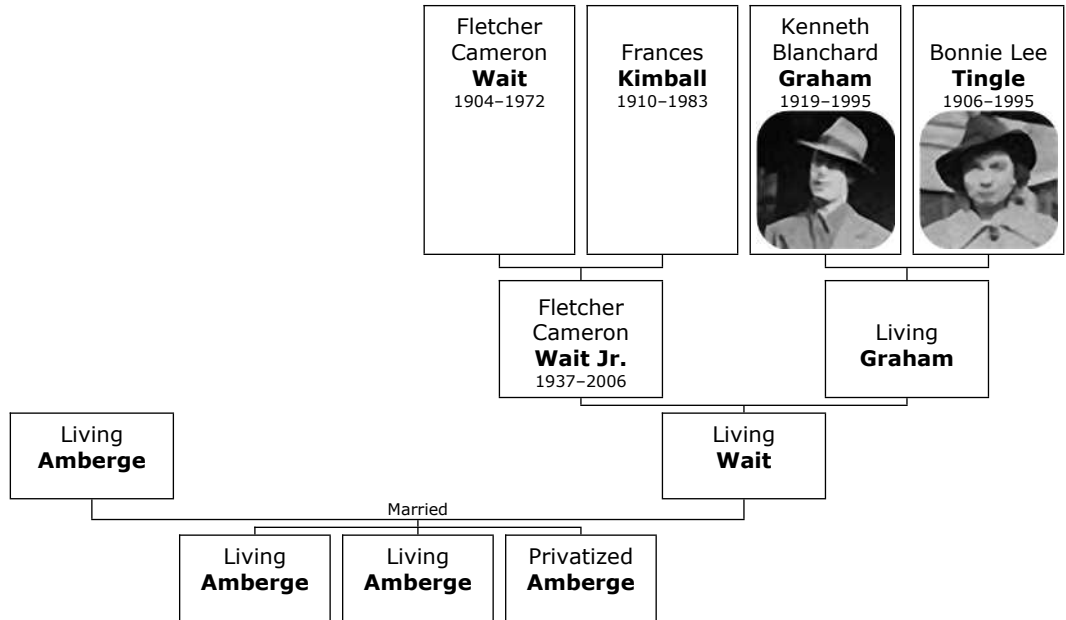 Fletcher
Cameron
Wait
1904–1972
Frances
Kimball
1910–1983
Kenneth
Blanchard
Graham
1919–1995
Bonnie Lee
Tingle
1906–1995
Fletcher
Cameron
Wait Jr.
1937–2006
Living
Graham
Living
Amberge
Living
Wait
Married
Living
Amberge
Living
Amberge
Privatized
Amberge